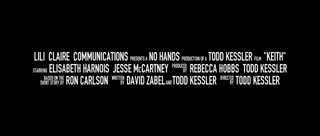 LILI CLAIRE COMMUNICATIONS PRESENTS A NO HANDS PRODUCTION OF A TODD KESSLER FILM "KEITH"
STARRING ELISABETH HARNOIS JESSE McCARTNEY PRODUCED BY REBECCA HOBBS TODD KESSLER
BASED ON THE SHORT STORY BY RON CARLSON WRITTEN BY DAVID ZABEL AND TODD KESSLER DIRECTED BY TODD KESSLER